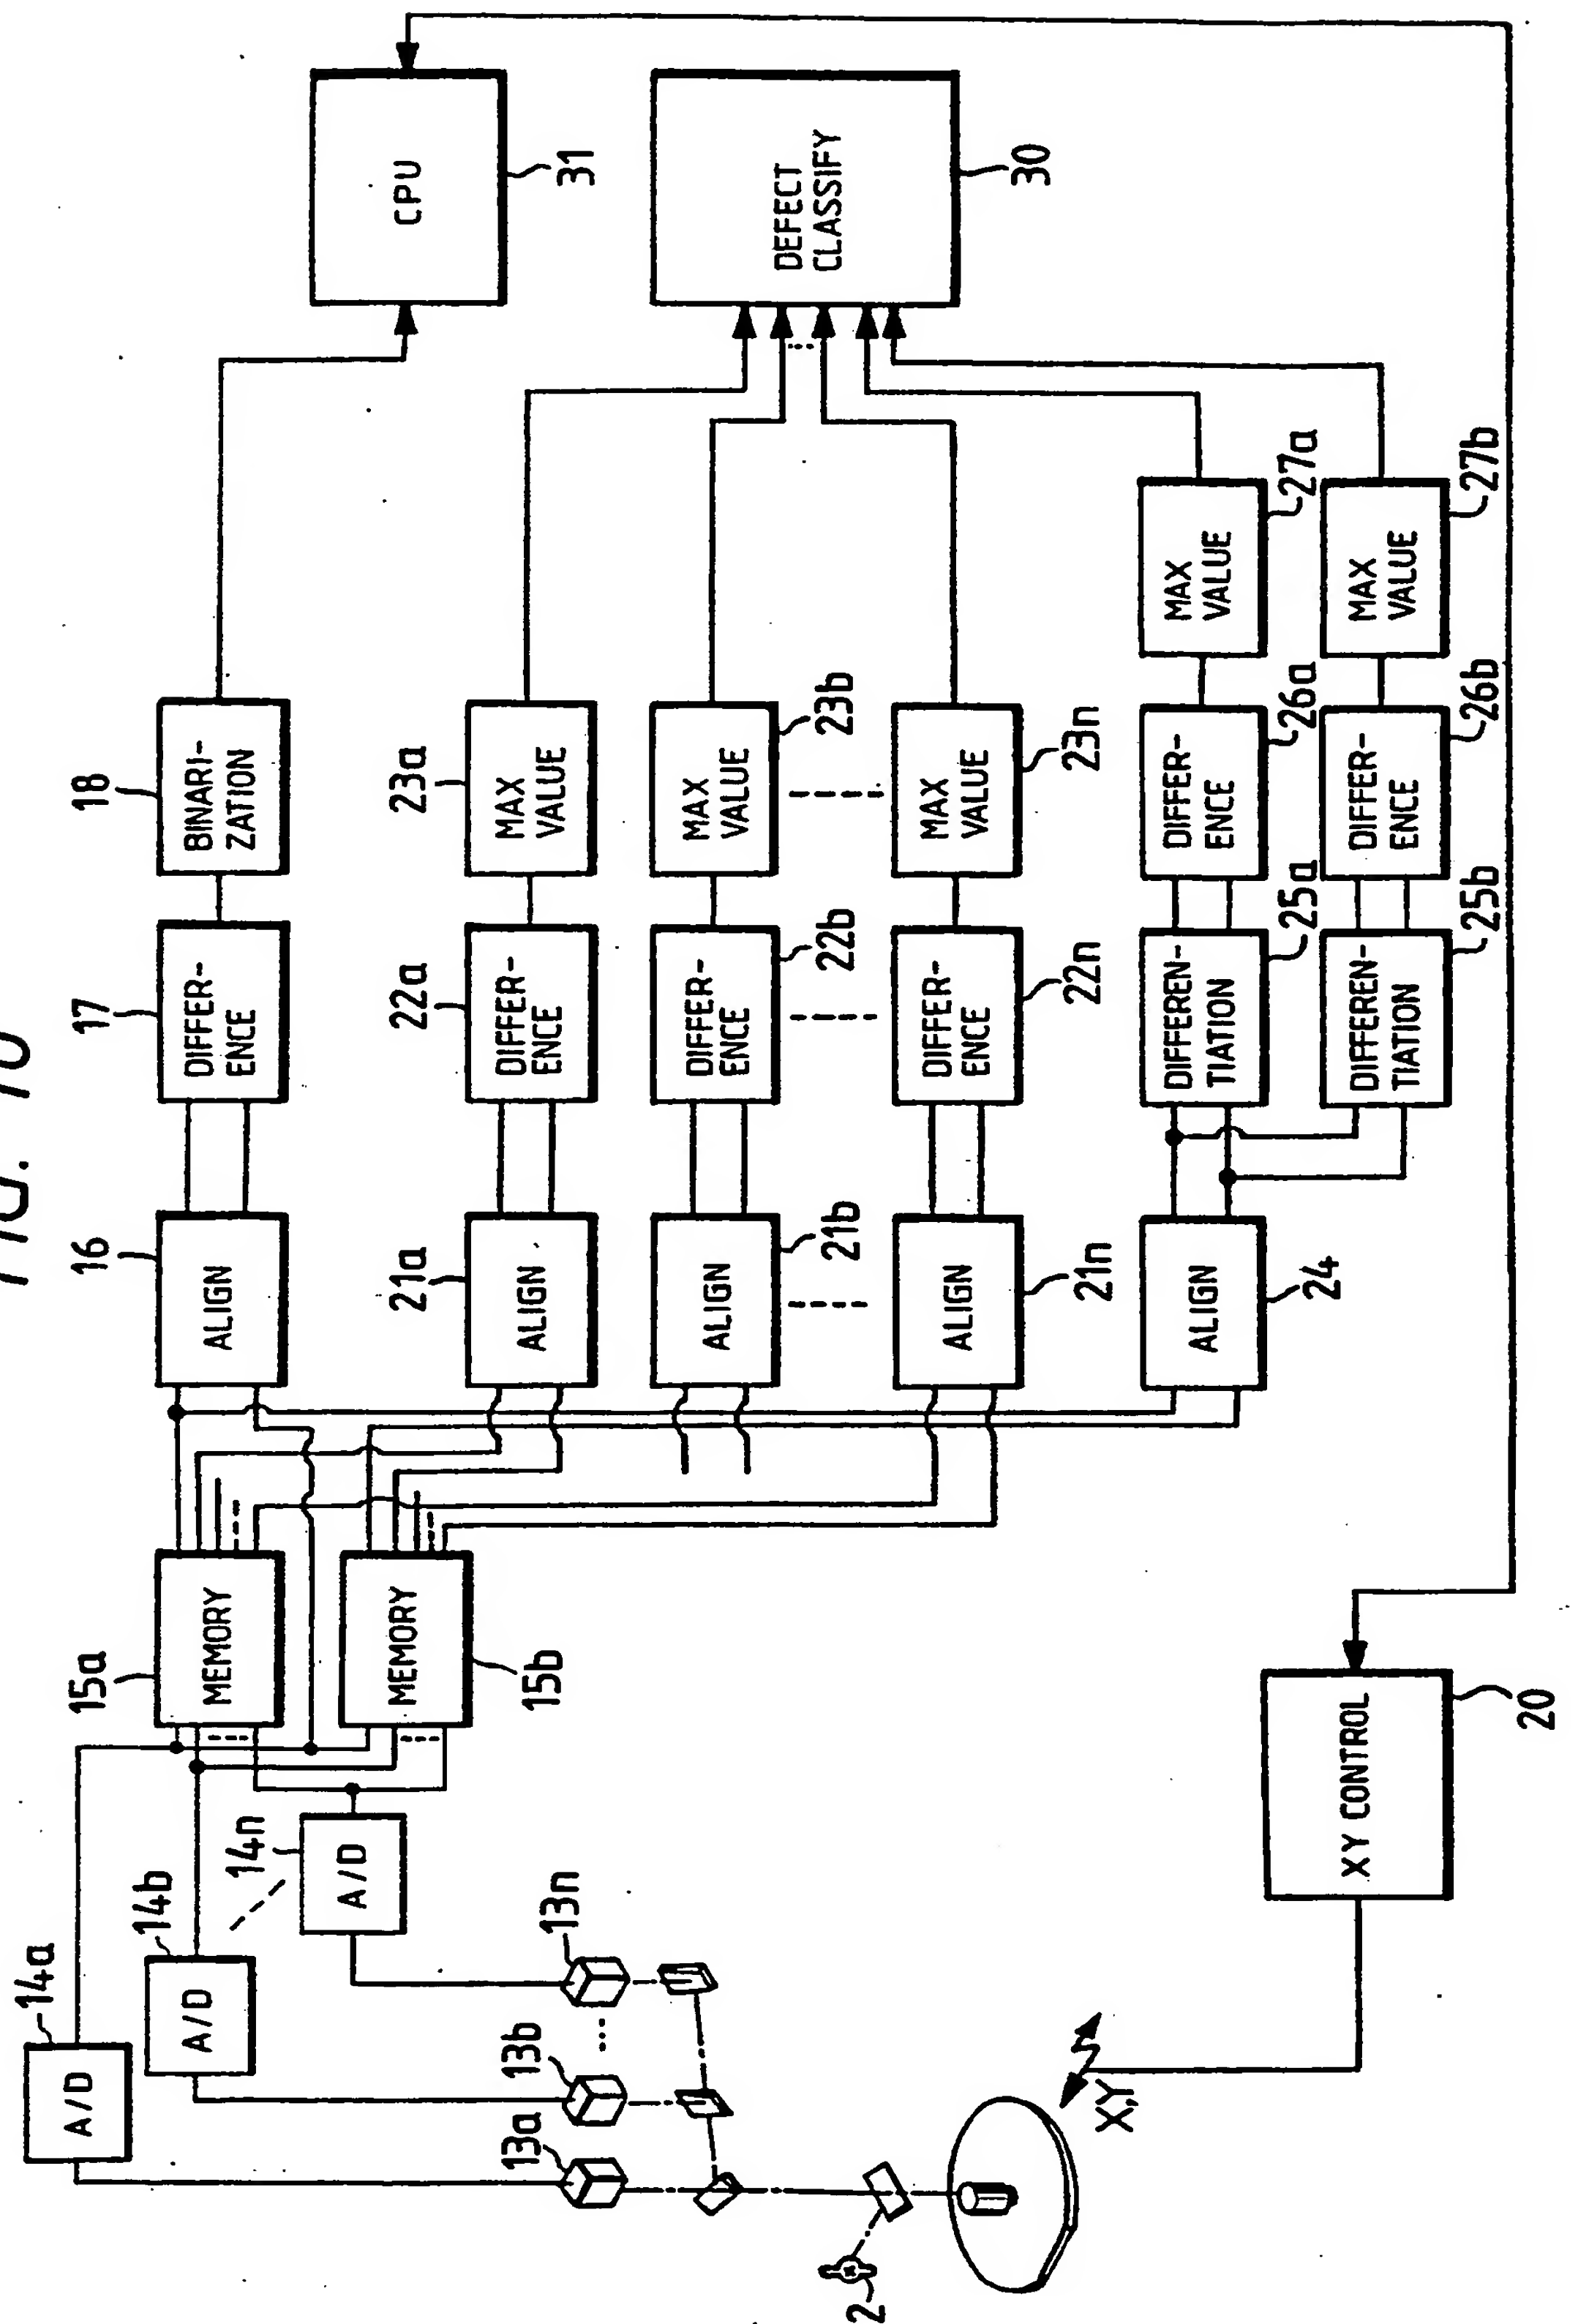 FIG. 10
14a
A/D
14b
A/D
14n
A/D
13a
13b
13n
2
X,Y
XY CONTROL
20
15a
MEMORY
MEMORY
15b
16
ALIGN
17
DIFFER-
ENCE
18
BINARI-
ZATION
CPU
31
21a
ALIGN
22a
DIFFER-
ENCE
23a
MAX
VALUE
ALIGN
21b
DIFFER-
ENCE
22b
MAX
VALUE
23b
ALIGN
21n
DIFFER-
ENCE
22n
MAX
VALUE
23n
DEFECT
CLASSIFY
30
ALIGN
24
DIFFEREN-
TIATION
25a
DIFFER-
ENCE
26a
MAX
VALUE
27a
DIFFEREN-
TIATION
25b
DIFFER-
ENCE
26b
MAX
VALUE
27b